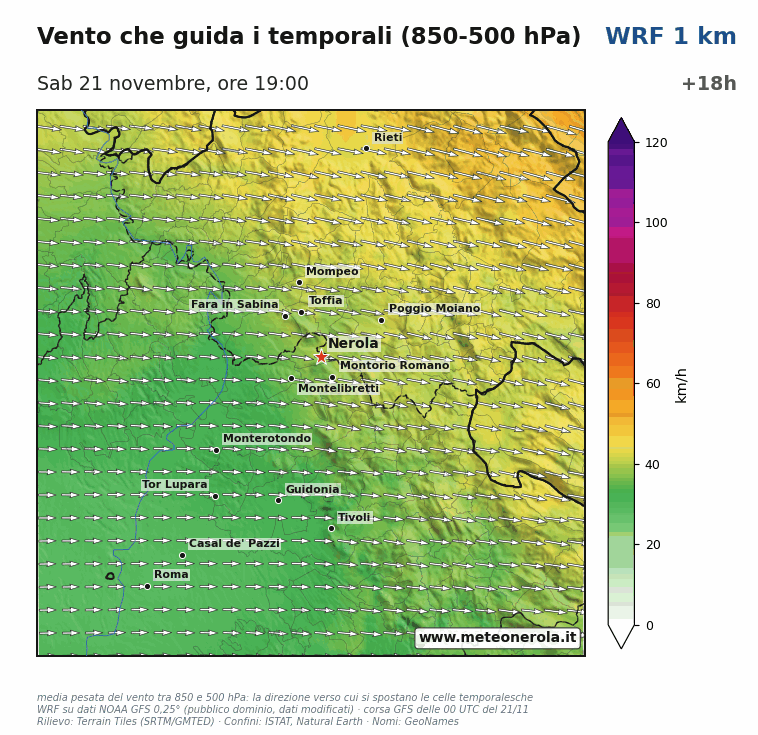 Vento che guida i temporali (850-500 hPa) WRF 1 km
Sab 21 novembre, ore 19:00 +18h
Rieti
Mompeo
Fara in Sabina
Toffia
Poggio Moiano
Nerola
Montorio Romano
Montelibretti
Monterotondo
Tor Lupara
Guidonia
Tivoli
Casal de' Pazzi
Roma
www.meteonerola.it
120
100
80
60
40
20
0
km/h
media pesata del vento tra 850 e 500 hPa: la direzione verso cui si spostano le celle temporalesche
WRF su dati NOAA GFS 0,25° (pubblico dominio, dati modificati) · corsa GFS delle 00 UTC del 21/11
Rilievo: Terrain Tiles (SRTM/GMTED) · Confini: ISTAT, Natural Earth · Nomi: GeoNames